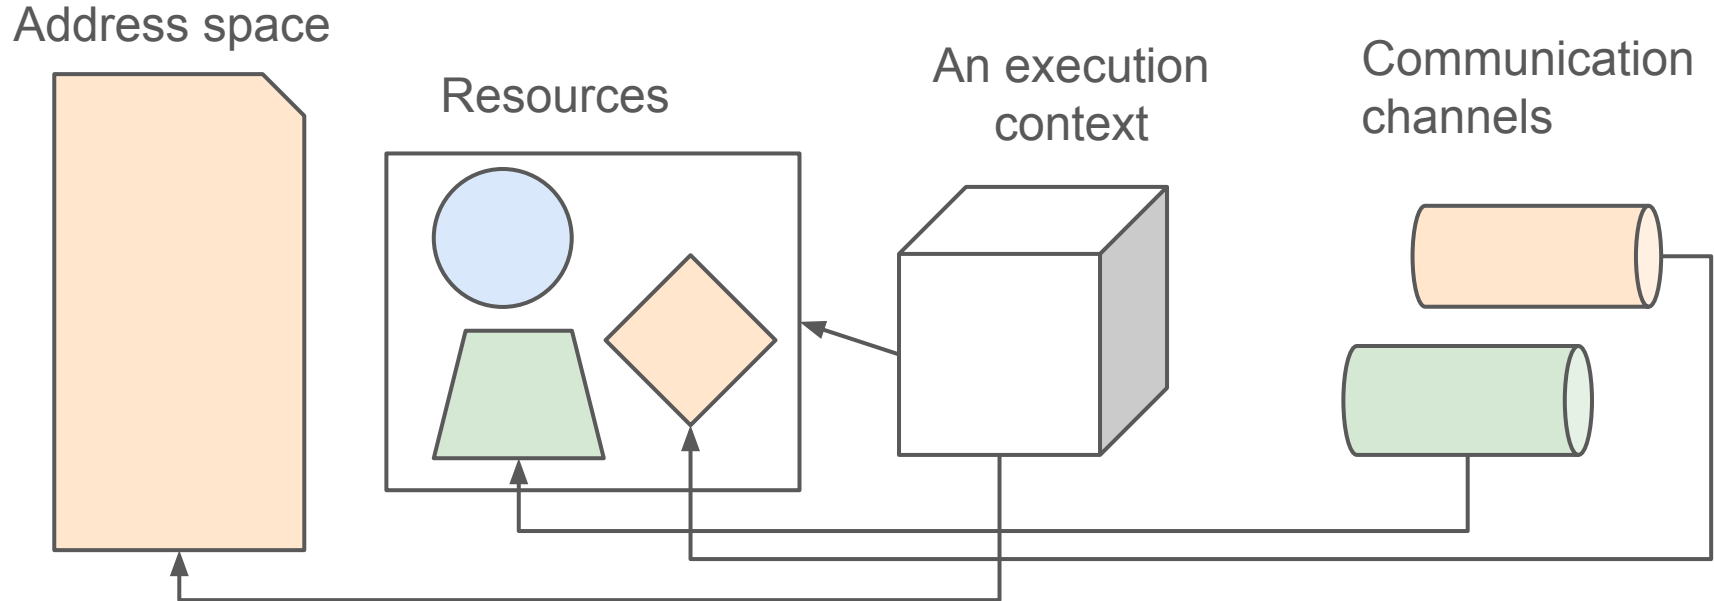 Address space
Resources
An execution
context
Communication
channels